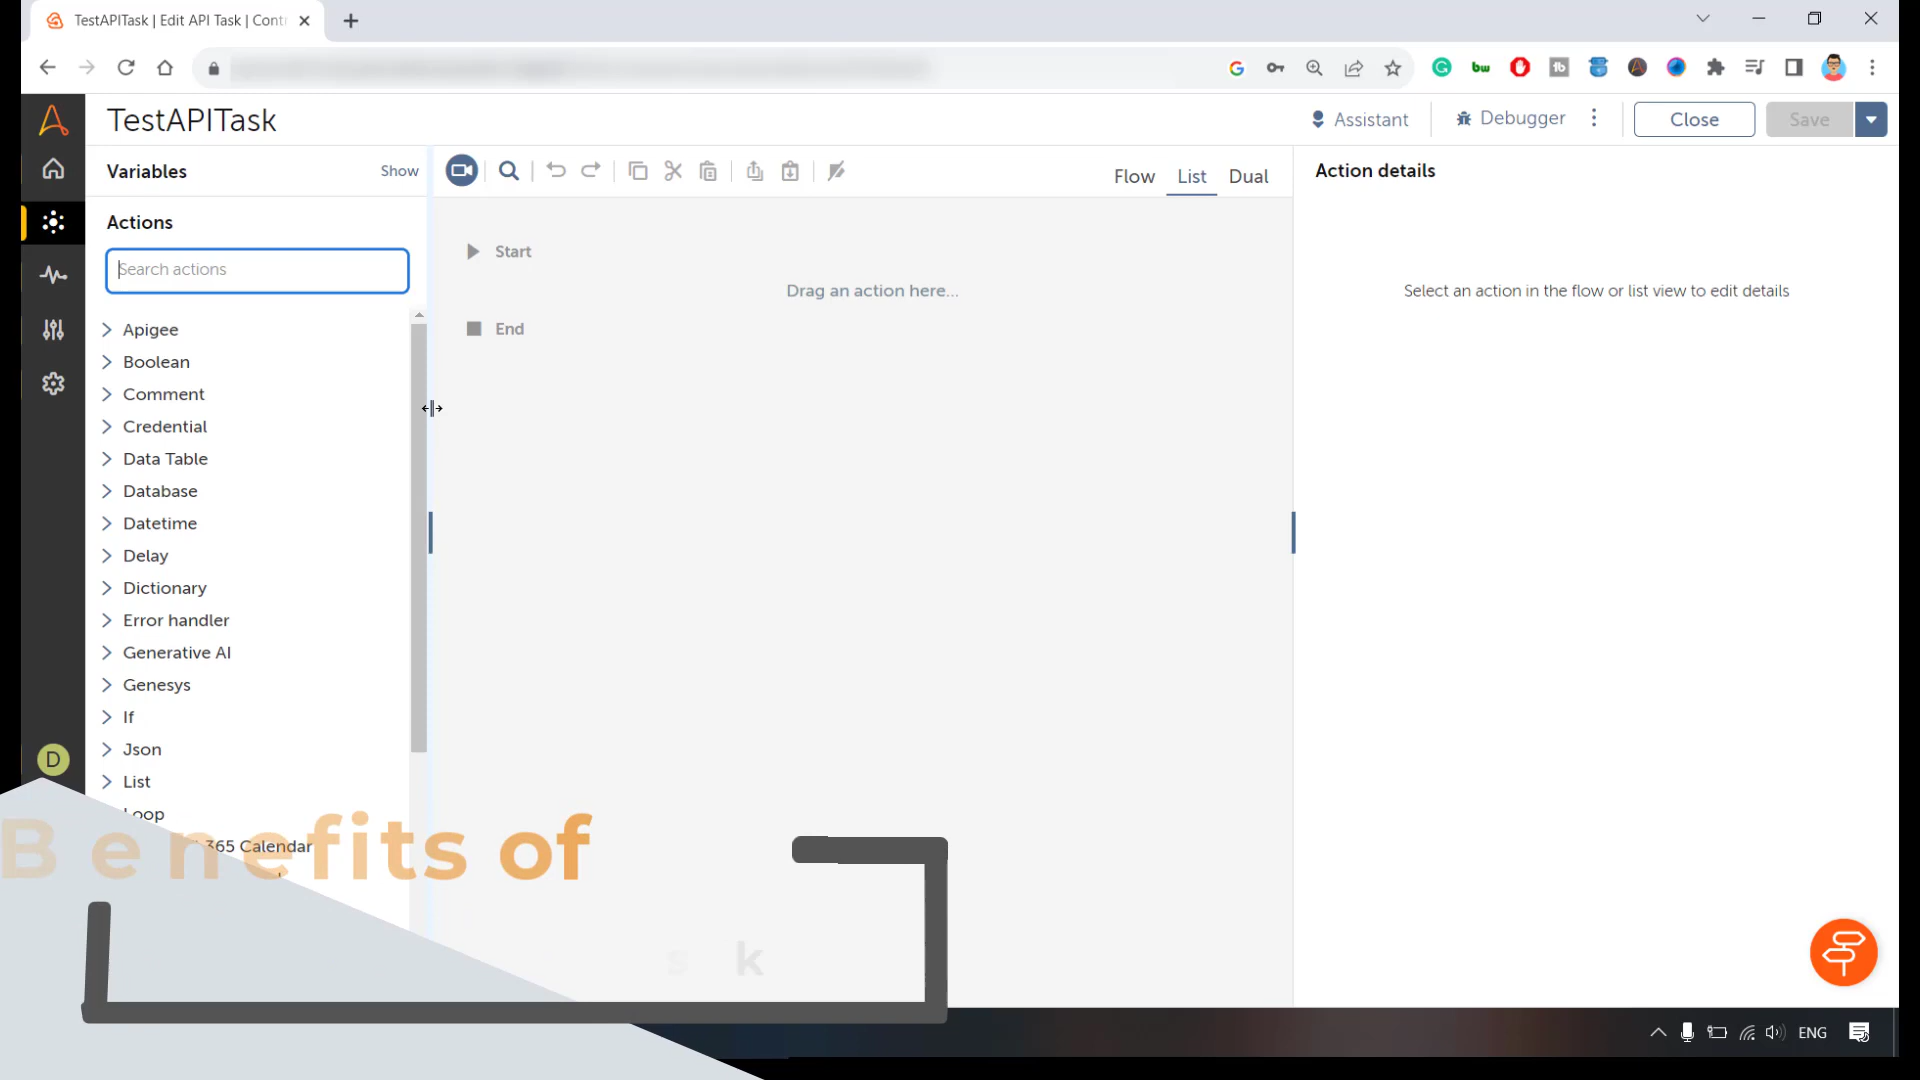 TestAPITask | Edit API Task | Cont
bw
TestAPITask
Assistant
Debugger
Close
Save
Variables
Show
Flow
List
Dual
Action details
Actions
Search actions
Start
Drag an action here...
End
Select an action in the flow or list view to edit details
Apigee
Boolean
Comment
Credential
Data Table
Database
Datetime
Delay
Dictionary
Error handler
Generative AI
Genesys
If
Json
List
Loop
365 Calendar
D
Benefits of
s k
ENG